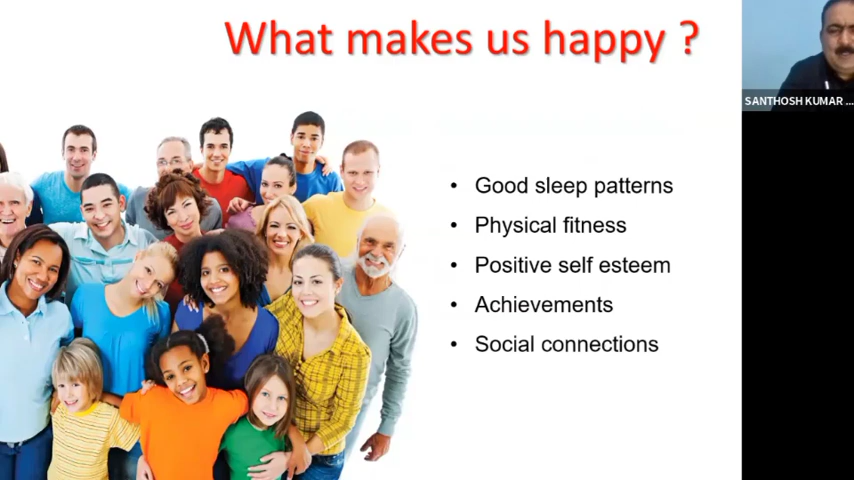 What makes us happy ?
SANTHOSH KUMAR ...
• Good sleep patterns
• Physical fitness
• Positive self esteem
• Achievements
• Social connections